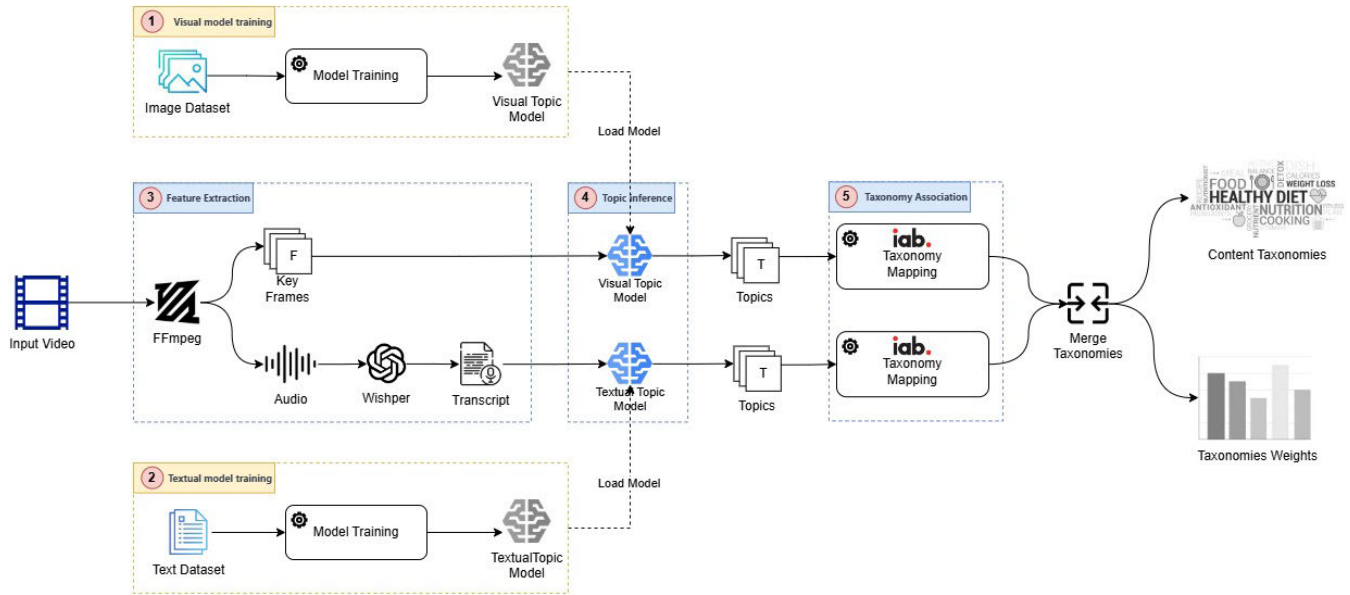 1 Visual model training
Image Dataset
Model Training
Visual Topic
Model
Load Model
3 Feature Extraction
4 Topic inference
5 Taxonomy Association
F
Key
Frames
Visual Topic
Model
T
Topics
iab.
Taxonomy
Mapping
Input Video
FFmpeg
Audio
Wishper
Transcript
Textual Topic
Model
T
Topics
iab.
Taxonomy
Mapping
Merge
Taxonomies
DISH
BALANCE
DETOX
CALORIES
FOOD
WEIGHT LOSS
HEALTHY DIET
ANTIOXIDANT
NUTRITION
COOKING
NUTRIENT
Content Taxonomies
Taxonomies Weights
2 Textual model training
Text Dataset
Model Training
TextualTopic
Model
Load Model